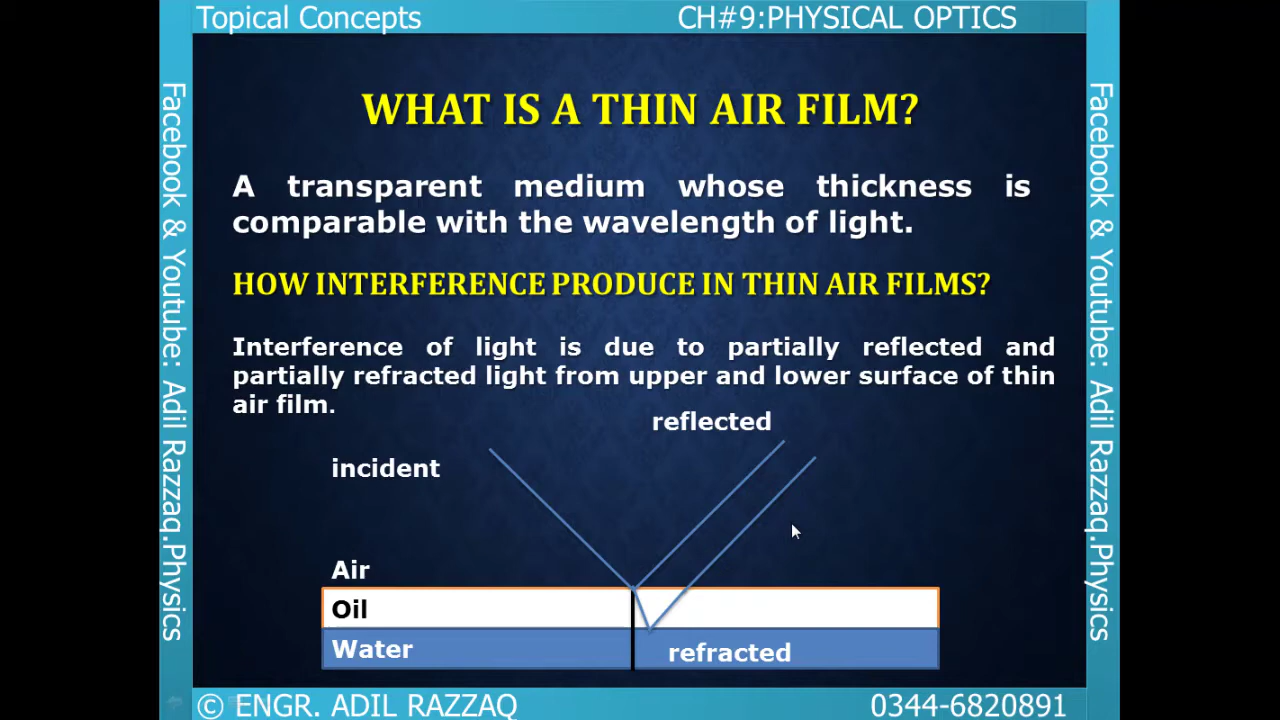 Topical Concepts
CH#9:PHYSICAL OPTICS
Facebook & Youtube: Adil Razzaq.Physics
WHAT IS A THIN AIR FILM?
A transparent medium whose thickness is
comparable with the wavelength of light.
HOW INTERFERENCE PRODUCE IN THIN AIR FILMS?
Interference of light is due to partially reflected and
partially refracted light from upper and lower surface of thin
air film.
reflected
incident
Air
Oil
Water
refracted
Facebook & Youtube: Adil Razzaq.Physics
© ENGR. ADIL RAZZAQ
0344-6820891